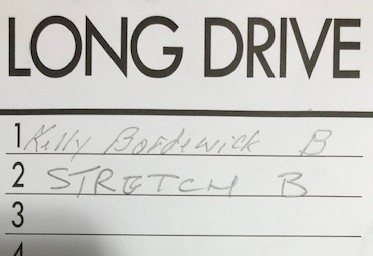 LONG DRIVE
1 Kelly Bordewick B
2 STRETCH B
3
4